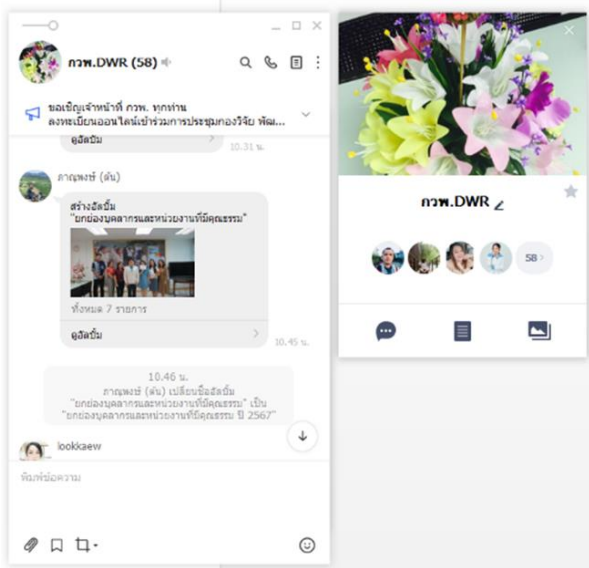 กวพ.DWR (58)
ขอเชิญเจ้าหน้าที่ กวพ. ทุกท่าน
ลงทะเบียนออนไลน์เข้าร่วมการประชุมกองวิจัย พัฒ...
ดูอัลบั้ม
10.31 น.
ภาณุพงษ์ (ต้น)
สร้างอัลบั้ม
"ยกย่องบุคลากรและหน่วยงานที่มีคุณธรรม"
ทั้งหมด 7 รายการ
ดูอัลบั้ม
10.45 น.
10.46 น.
ภาณุพงษ์ (ต้น) เปลี่ยนชื่ออัลบั้ม
"ยกย่องบุคลากรและหน่วยงานที่มีคุณธรรม" เป็น
"ยกย่องบุคลากรและหน่วยงานที่มีคุณธรรม ปี 2567"
lookkaew
พิมพ์ข้อความ
กวพ.DWR
58